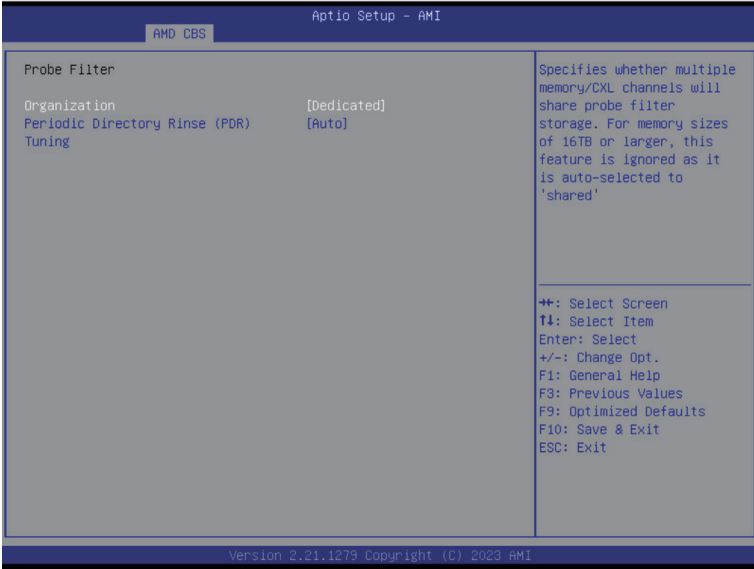 Aptio Setup - AMI
AMD CBS
Probe Filter
Organization [Dedicated]
Periodic Directory Rinse (PDR) [Auto]
Tuning
Specifies whether multiple
memory/CXL channels will
share probe filter
storage. For memory sizes
of 16TB or larger, this
feature is ignored as it
is auto-selected to
'shared'
→←: Select Screen
↑↓: Select Item
Enter: Select
+/-: Change Opt.
F1: General Help
F3: Previous Values
F9: Optimized Defaults
F10: Save & Exit
ESC: Exit
Version 2.21.1279 Copyright (C) 2023 AMI